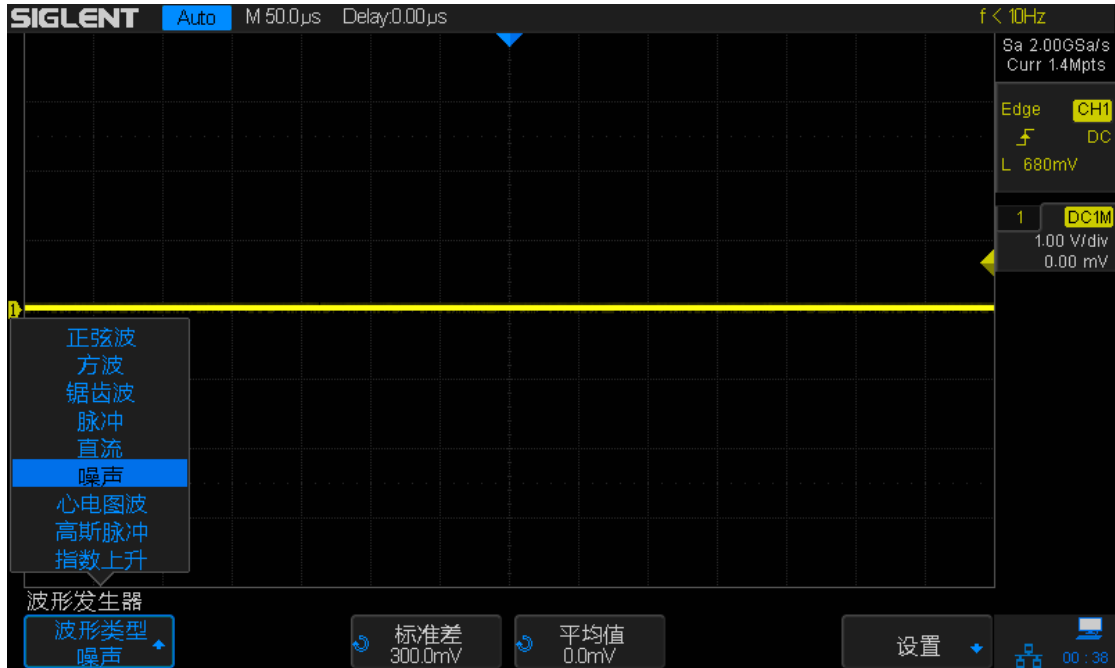 SIGLENT Auto M 50.0μs Delay:0.00μs f < 10Hz
Sa 2.00GSa/s
Curr 1.4Mpts
Edge CH1
DC
L 680mV
1 DC1M
1.00 V/div
0.00 mV
1
正弦波
方波
锯齿波
脉冲
直流
噪声
心电图波
高斯脉冲
指数上升
波形发生器
波形类型
噪声
标准差
300.0mV
平均值
0.0mV
设置
00:38